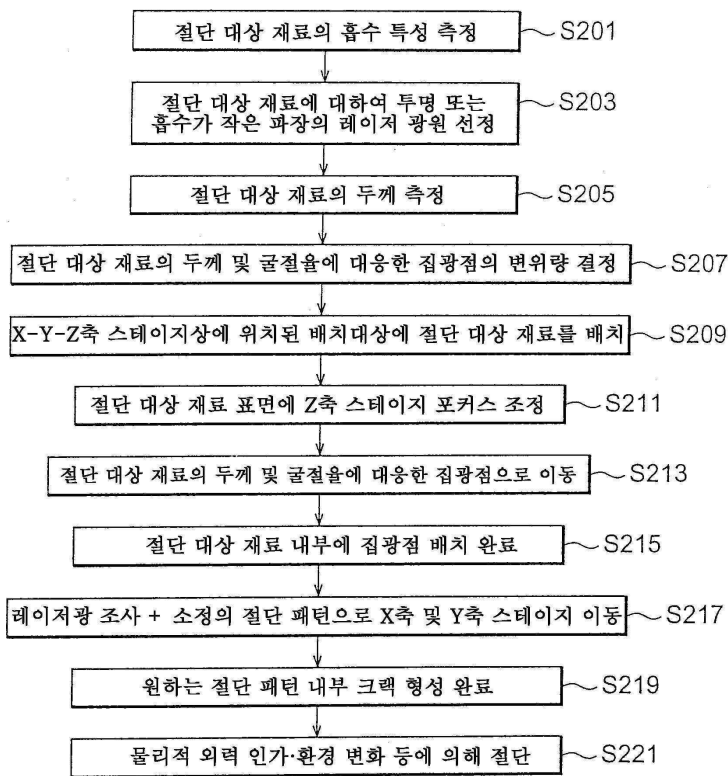 절단 대상 재료의 흡수 특성 측정 S201
절단 대상 재료에 대하여 투명 또는
흡수가 작은 파장의 레이저 광원 선정 S203
절단 대상 재료의 두께 측정 S205
절단 대상 재료의 두께 및 굴절율에 대응한 집광점의 변위량 결정 S207
X-Y-Z축 스테이지상에 위치된 배치대상에 절단 대상 재료를 배치 S209
절단 대상 재료 표면에 Z축 스테이지 포커스 조정 S211
절단 대상 재료의 두께 및 굴절율에 대응한 집광점으로 이동 S213
절단 대상 재료 내부에 집광점 배치 완료 S215
레이저광 조사 + 소정의 절단 패턴으로 X축 및 Y축 스테이지 이동 S217
원하는 절단 패턴 내부 크랙 형성 완료 S219
물리적 외력 인가·환경 변화 등에 의해 절단 S221